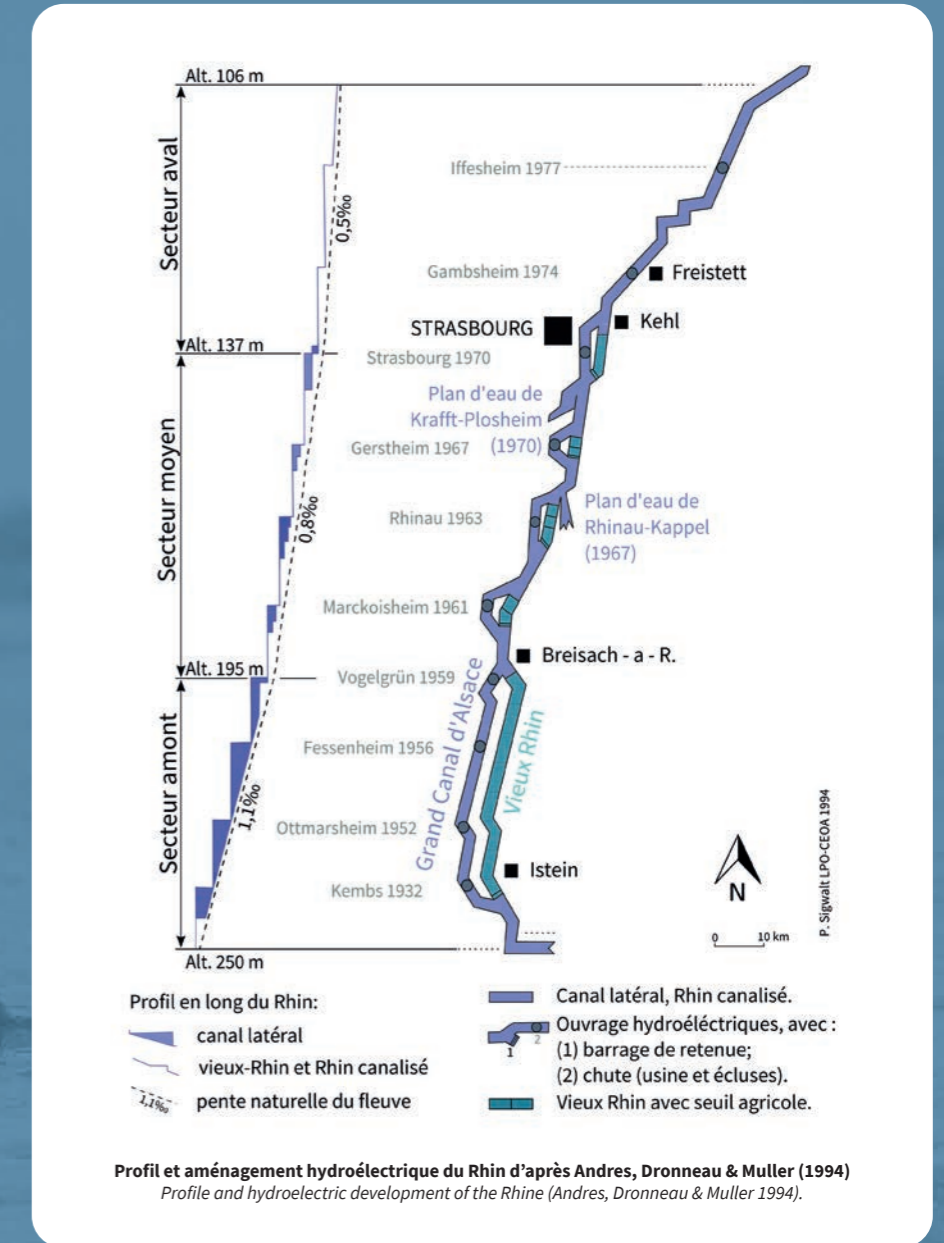 Alt. 106 m
Secteur aval
0,5‰
Iffesheim 1977
Gambsheim 1974
Freistett
STRASBOURG
Kehl
Alt. 137 m
Strasbourg 1970
Plan d'eau de
Krafft-Plosheim
(1970)
Gerstheim 1967
Secteur moyen
0,8‰
Rhinau 1963
Plan d'eau de
Rhinau-Kappel
(1967)
Marckoisheim 1961
Breisach - a - R.
Alt. 195 m
Vogelgrün 1959
Fessenheim 1956
Grand Canal d'Alsace
Vieux Rhin
Secteur amont
1,1‰
Ottmarsheim 1952
Istein
Kembs 1932
Alt. 250 m
N
0 10 km
P. Sigwalt LPO-CEOA 1994
Profil en long du Rhin:
canal latéral
vieux-Rhin et Rhin canalisé
1,1‰
pente naturelle du fleuve
Canal latéral, Rhin canalisé.
1
2
Ouvrage hydroéléctriques, avec :
(1) barrage de retenue;
(2) chute (usine et écluses).
Vieux Rhin avec seuil agricole.
Profil et aménagement hydroélectrique du Rhin d'après Andres, Dronneau & Muller (1994)
Profile and hydroelectric development of the Rhine (Andres, Dronneau & Muller 1994).